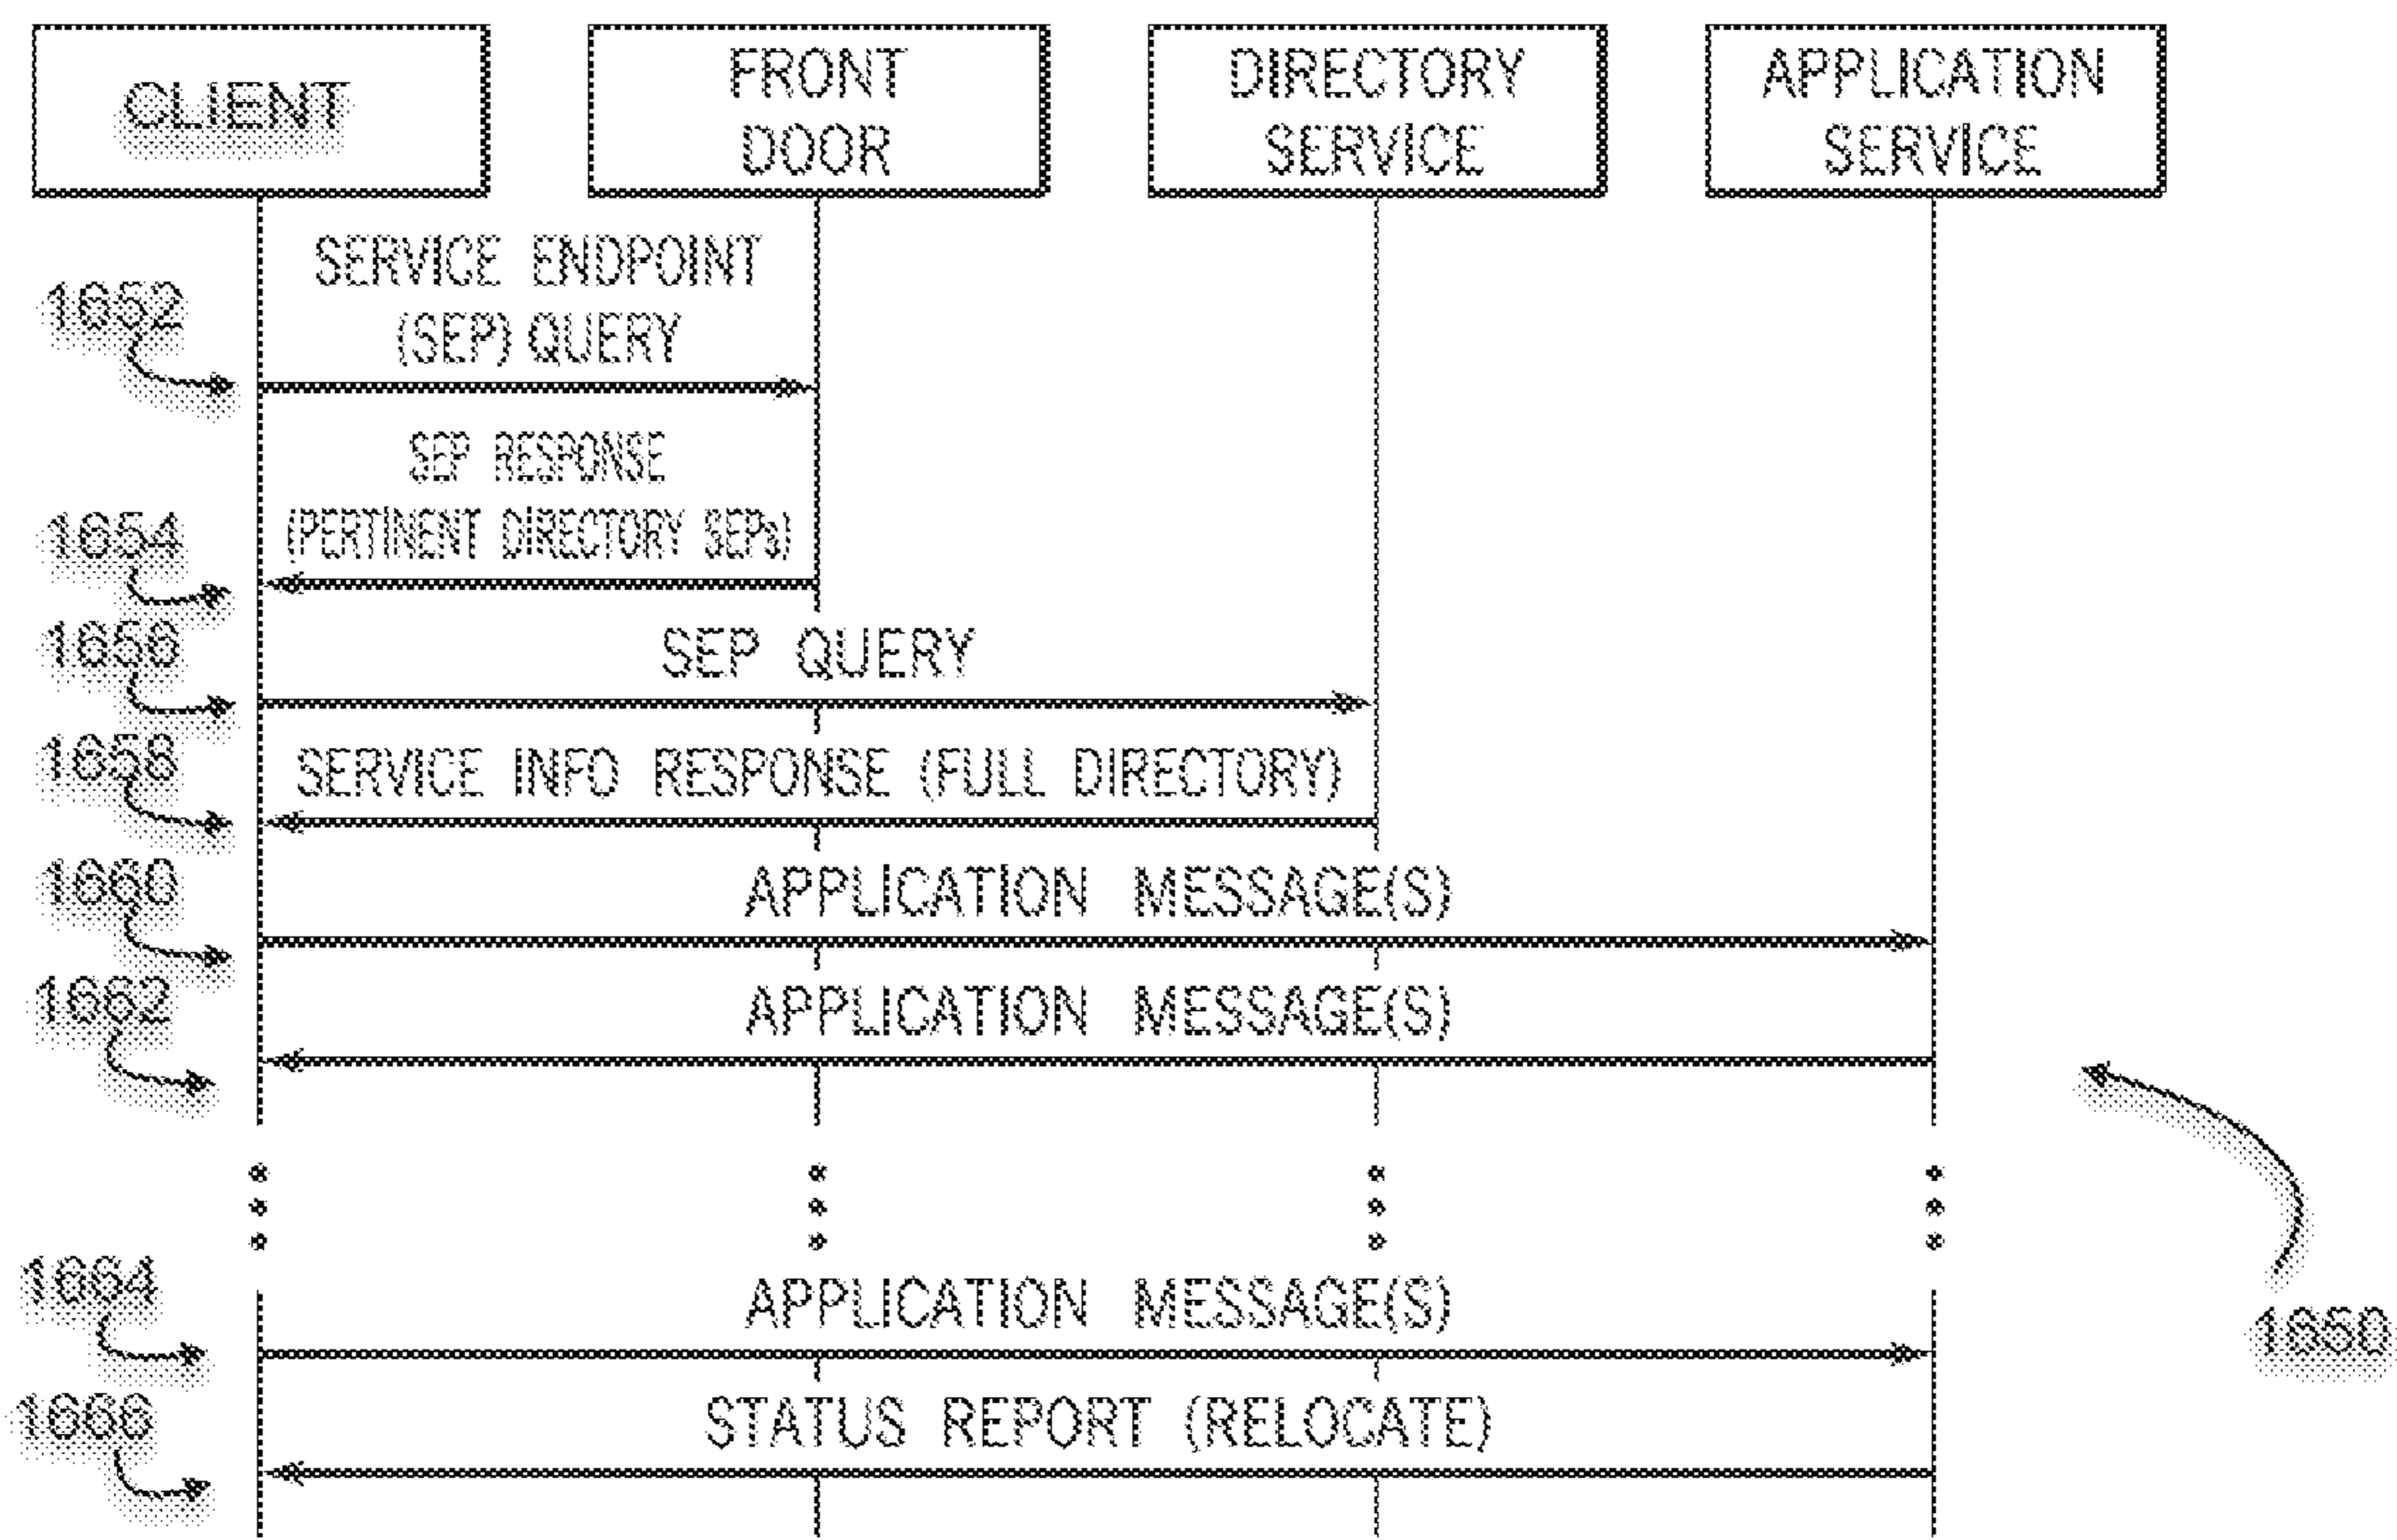 CLIENT
FRONT
DOOR
DIRECTORY
SERVICE
APPLICATION
SERVICE
SERVICE ENDPOINT
(SEP) QUERY
1652
SEP RESPONSE
(PERTINENT DIRECTORY SEPs)
1654
SEP QUERY
1656
SERVICE INFO RESPONSE (FULL DIRECTORY)
1658
APPLICATION MESSAGE(S)
1660
APPLICATION MESSAGE(S)
1662
APPLICATION MESSAGE(S)
1664
1650
STATUS REPORT (RELOCATE)
1666